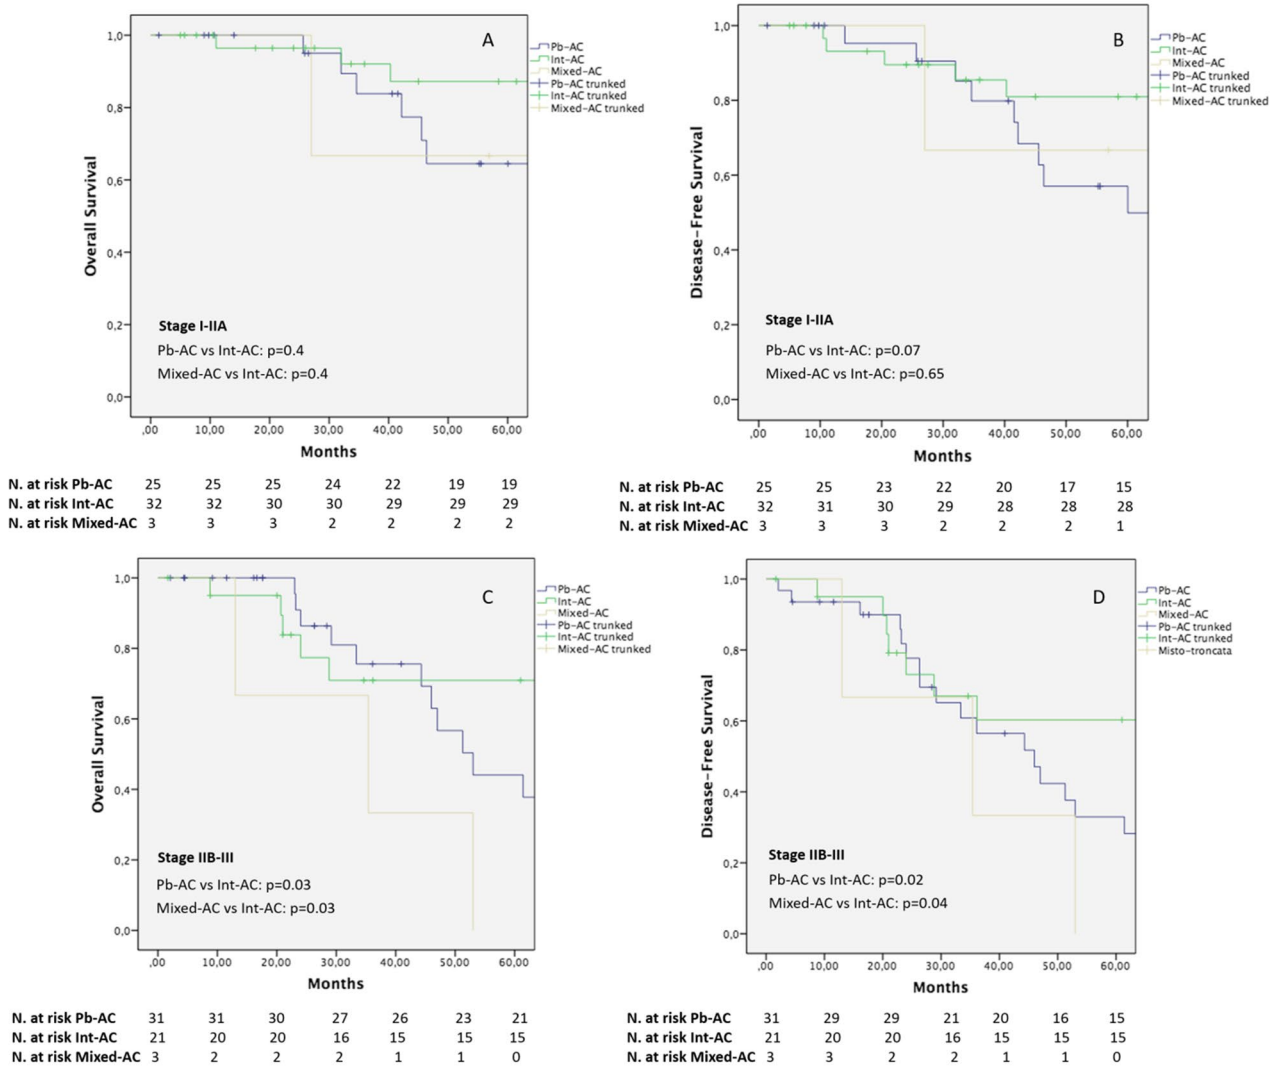 A
1,0
0,8
0,6
0,4
0,2
0,0
Overall Survival
Pb-AC
Int-AC
Mixed-AC
Pb-AC trunked
Int-AC trunked
Mixed-AC trunked
Stage I-IIA
Pb-AC vs Int-AC: p=0.4
Mixed-AC vs Int-AC: p=0.4
,00 10,00 20,00 30,00 40,00 50,00 60,00
Months
N. at risk Pb-AC 25 25 25 24 22 19 19
N. at risk Int-AC 32 32 30 30 29 29 29
N. at risk Mixed-AC 3 3 3 2 2 2 2
B
1,0
0,8
0,6
0,4
0,2
0,0
Disease-Free Survival
Pb-AC
Int-AC
Mixed-AC
Pb-AC trunked
Int-AC trunked
Mixed-AC trunked
Stage I-IIA
Pb-AC vs Int-AC: p=0.07
Mixed-AC vs Int-AC: p=0.65
,00 10,00 20,00 30,00 40,00 50,00 60,00
Months
N. at risk Pb-AC 25 25 23 22 20 17 15
N. at risk Int-AC 32 31 30 29 28 28 28
N. at risk Mixed-AC 3 3 3 2 2 2 1
C
1,0
0,8
0,6
0,4
0,2
0,0
Overall Survival
Pb-AC
Int-AC
Mixed-AC
Pb-AC trunked
Int-AC trunked
Mixed-AC trunked
Stage IIB-III
Pb-AC vs Int-AC: p=0.03
Mixed-AC vs Int-AC: p=0.03
,00 10,00 20,00 30,00 40,00 50,00 60,00
Months
N. at risk Pb-AC 31 31 30 27 26 23 21
N. at risk Int-AC 21 20 20 16 15 15 15
N. at risk Mixed-AC 3 2 2 2 1 1 0
D
1,0
0,8
0,6
0,4
0,2
0,0
Disease-Free Survival
Pb-AC
Int-AC
Mixed-AC
Pb-AC trunked
Int-AC trunked
Misto-troncata
Stage IIB-III
Pb-AC vs Int-AC: p=0.02
Mixed-AC vs Int-AC: p=0.04
,00 10,00 20,00 30,00 40,00 50,00 60,00
Months
N. at risk Pb-AC 31 29 29 21 20 16 15
N. at risk Int-AC 21 20 20 16 15 15 15
N. at risk Mixed-AC 3 3 2 2 1 1 0